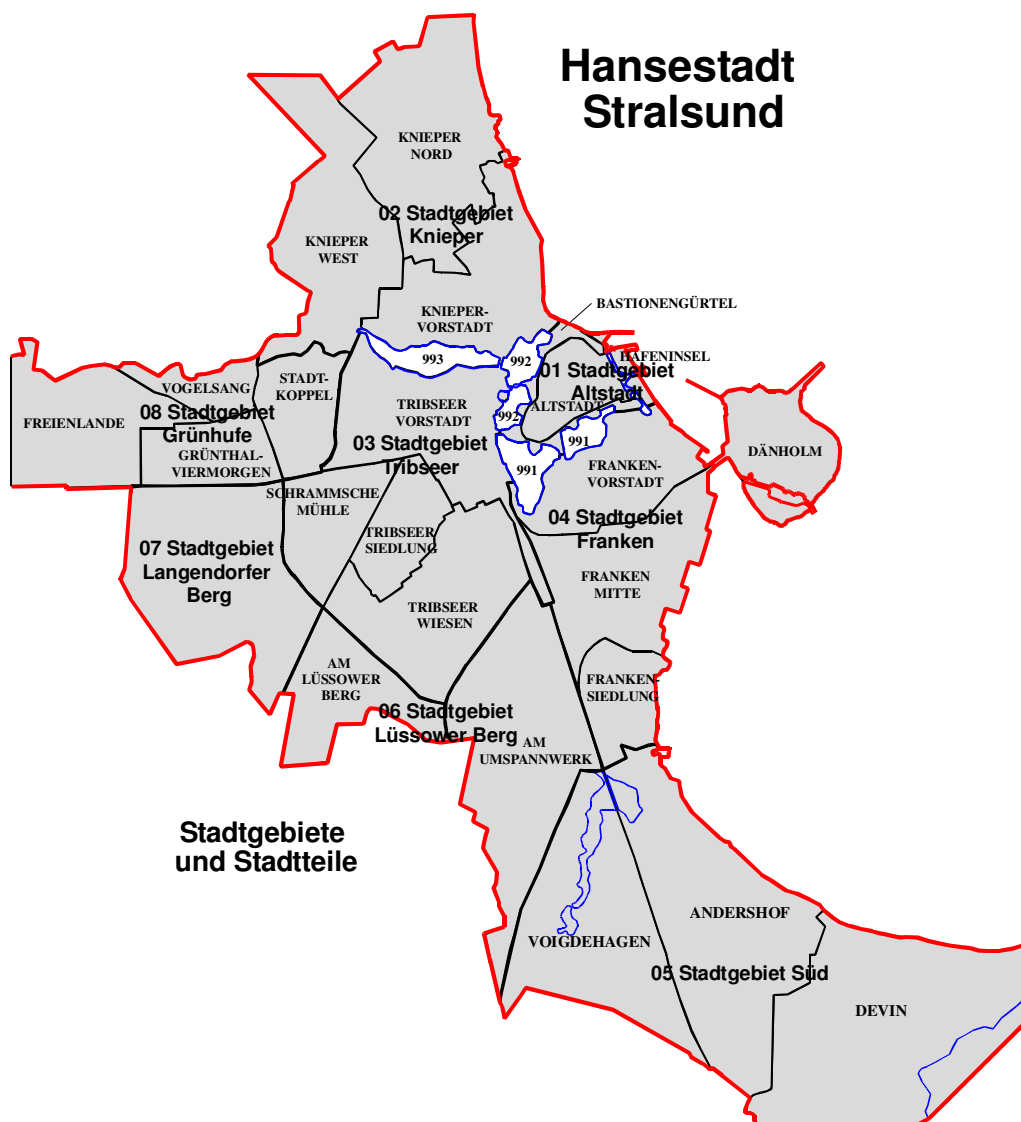 Hansestadt
Stralsund
KNIEPER
NORD
02 Stadtgebiet
Knieper
KNIEPER
WEST
KNIEPER-
VORSTADT
BASTIONENGÜRTEL
HAFENINSEL
993
992
01 Stadtgebiet
Altstadt
ALTSTADT
992
991
991
STADT-
KOPPEL
VOGELSANG
08 Stadtgebiet
Grünhufe
FREIENLANDE
GRÜNTHAL-
VIERMORGEN
TRIBSEER
VORSTADT
03 Stadtgebiet
Tribseer
FRANKEN-
VORSTADT
DÄNHOLM
SCHRAMMSCHE
MÜHLE
04 Stadtgebiet
Franken
TRIBSEER
SIEDLUNG
07 Stadtgebiet
Langendorfer
Berg
FRANKEN
MITTE
TRIBSEER
WIESEN
AM
LÜSSOWER
BERG
FRANKEN-
SIEDLUNG
06 Stadtgebiet
Lüssower Berg
AM
UMSPANNWERK
Stadtgebiete
und Stadtteile
VOIGDEHAGEN
ANDERSHOF
05 Stadtgebiet Süd
DEVIN